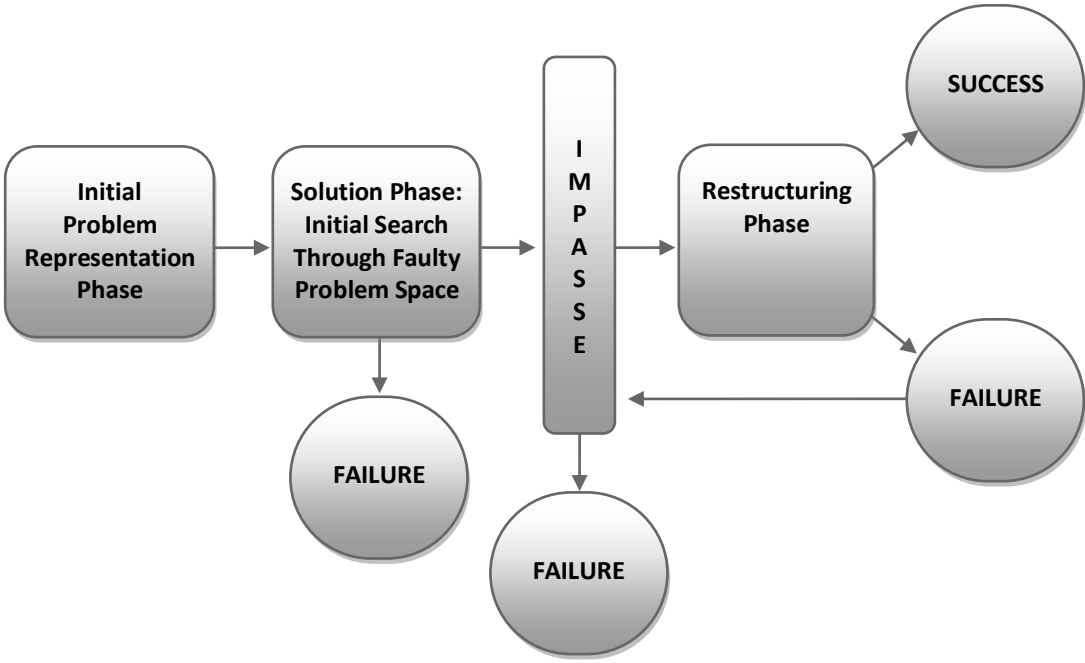 Initial
Problem
Representation
Phase
Solution Phase:
Initial Search
Through Faulty
Problem Space
FAILURE
I
M
P
A
S
S
E
FAILURE
Restructuring
Phase
SUCCESS
FAILURE